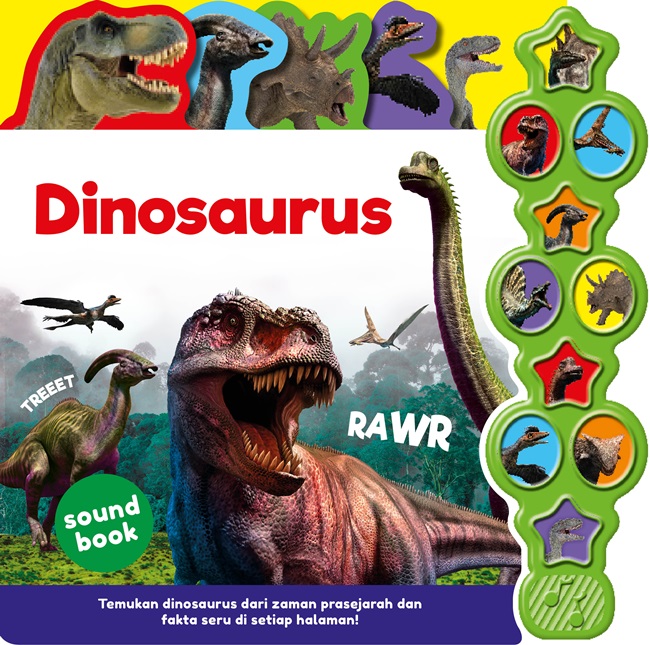 Dinosaurus
TREEET
RAWR
sound
book
Temukan dinosaurus dari zaman prasejarah dan
fakta seru di setiap halaman!